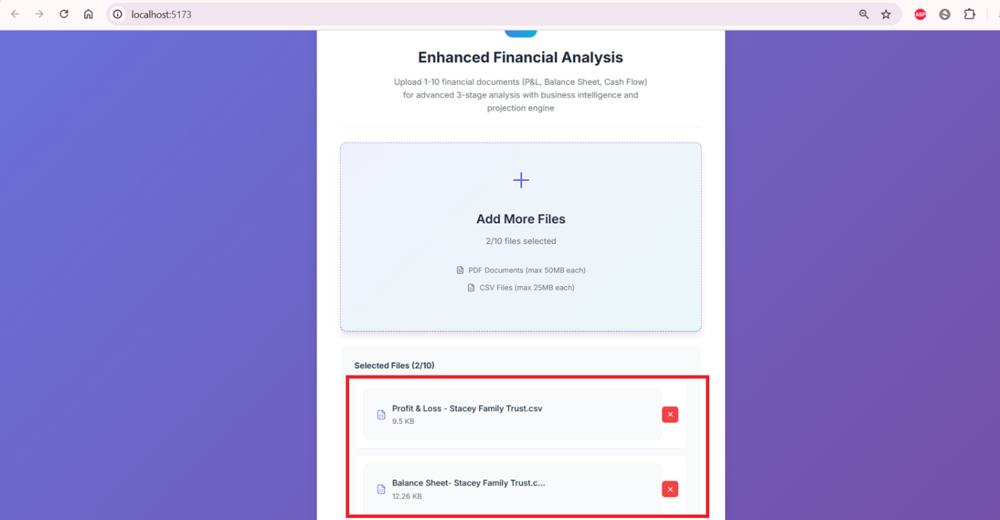 localhost:5173
ABP
Enhanced Financial Analysis
Upload 1-10 financial documents (P&L, Balance Sheet, Cash Flow)
for advanced 3-stage analysis with business intelligence and
projection engine
Add More Files
2/10 files selected
PDF Documents (max 50MB each)
CSV Files (max 25MB each)
Selected Files (2/10)
Profit & Loss - Stacey Family Trust.csv
9.5 KB
Balance Sheet- Stacey Family Trust.c...
12.26 KB